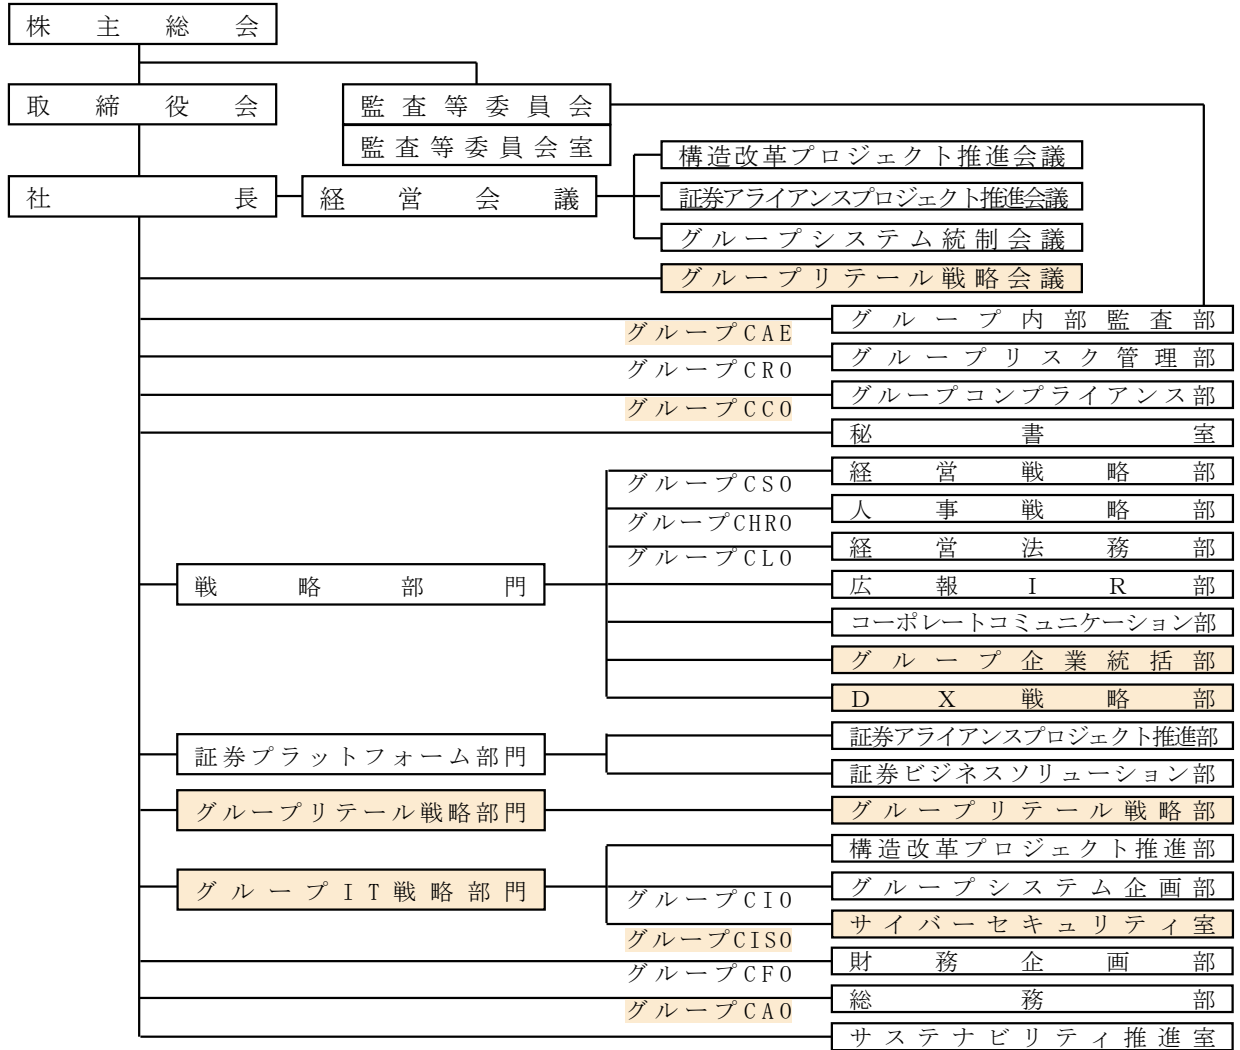 株主総会
取締役会
監査等委員会
監査等委員会室
構造改革プロジェクト推進会議
社長
経営会議
証券アライアンスプロジェクト推進会議
グループシステム統制会議
グループリテール戦略会議
グループ内部監査部
グループCAE
グループリスク管理部
グループCRO
グループコンプライアンス部
グループCCO
秘書室
経営戦略部
グループCSO
人事戦略部
グループCHRO
経営法務部
グループCLO
戦略部門
広報IR部
コーポレートコミュニケーション部
グループ企業統括部
DX戦略部
証券アライアンスプロジェクト推進部
証券プラットフォーム部門
証券ビジネスソリューション部
グループリテール戦略部門
グループリテール戦略部
構造改革プロジェクト推進部
グループIT戦略部門
グループシステム企画部
グループCIO
サイバーセキュリティ室
グループCISO
財務企画部
グループCFO
総務部
グループCAO
サステナビリティ推進室